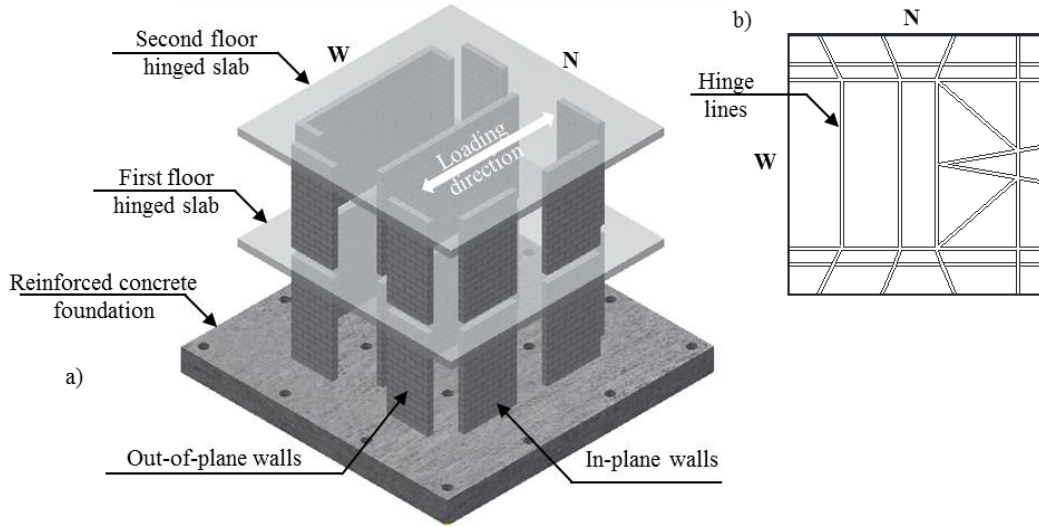 Second floor
hinged slab
W
N
Loading
direction
First floor
hinged slab
Reinforced concrete
foundation
a)
Out-of-plane walls
In-plane walls
b)
N
Hinge
lines
W